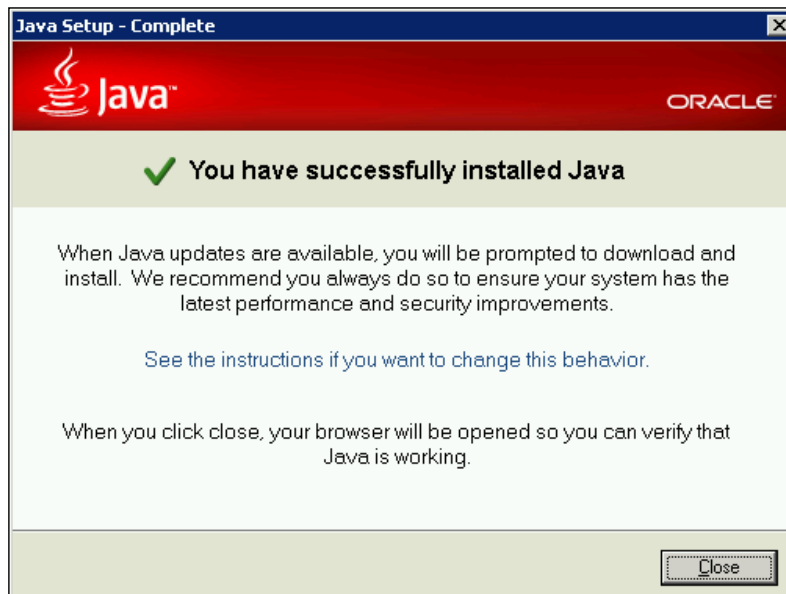 Java Setup - Complete
Java™
ORACLE®
You have successfully installed Java
When Java updates are available, you will be prompted to download and
install. We recommend you always do so to ensure your system has the
latest performance and security improvements.
See the instructions if you want to change this behavior.
When you click close, your browser will be opened so you can verify that
Java is working.
Close